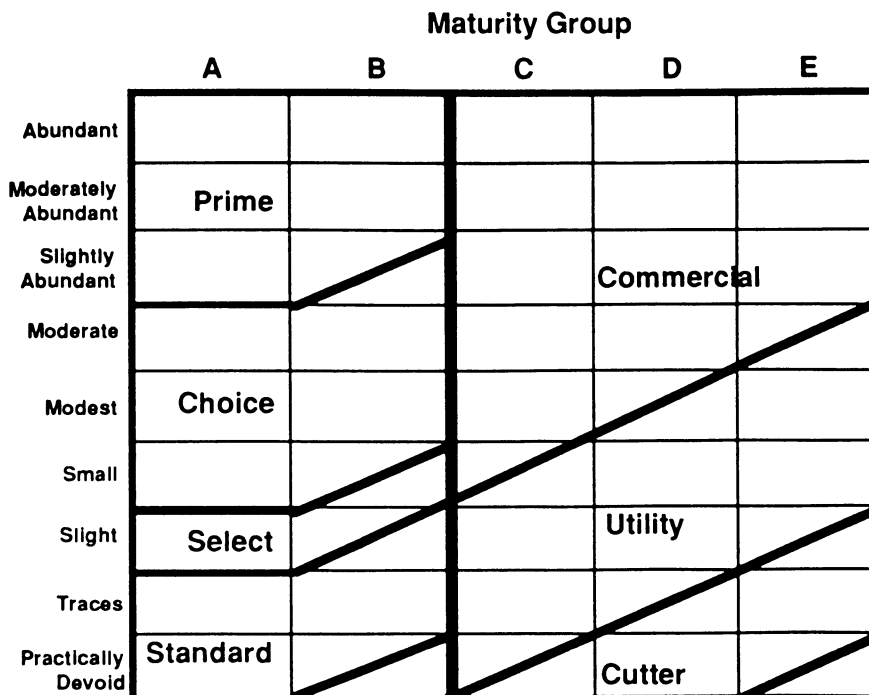 Maturity Group
A B C D E
Abundant
Moderately
Abundant
Prime
Slightly
Abundant
Commercial
Moderate
Modest
Choice
Small
Slight
Select
Utility
Traces
Practically
Devoid
Standard
Cutter